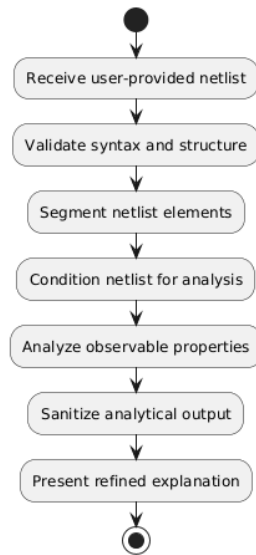 Receive user-provided netlist
Validate syntax and structure
Segment netlist elements
Condition netlist for analysis
Analyze observable properties
Sanitize analytical output
Present refined explanation